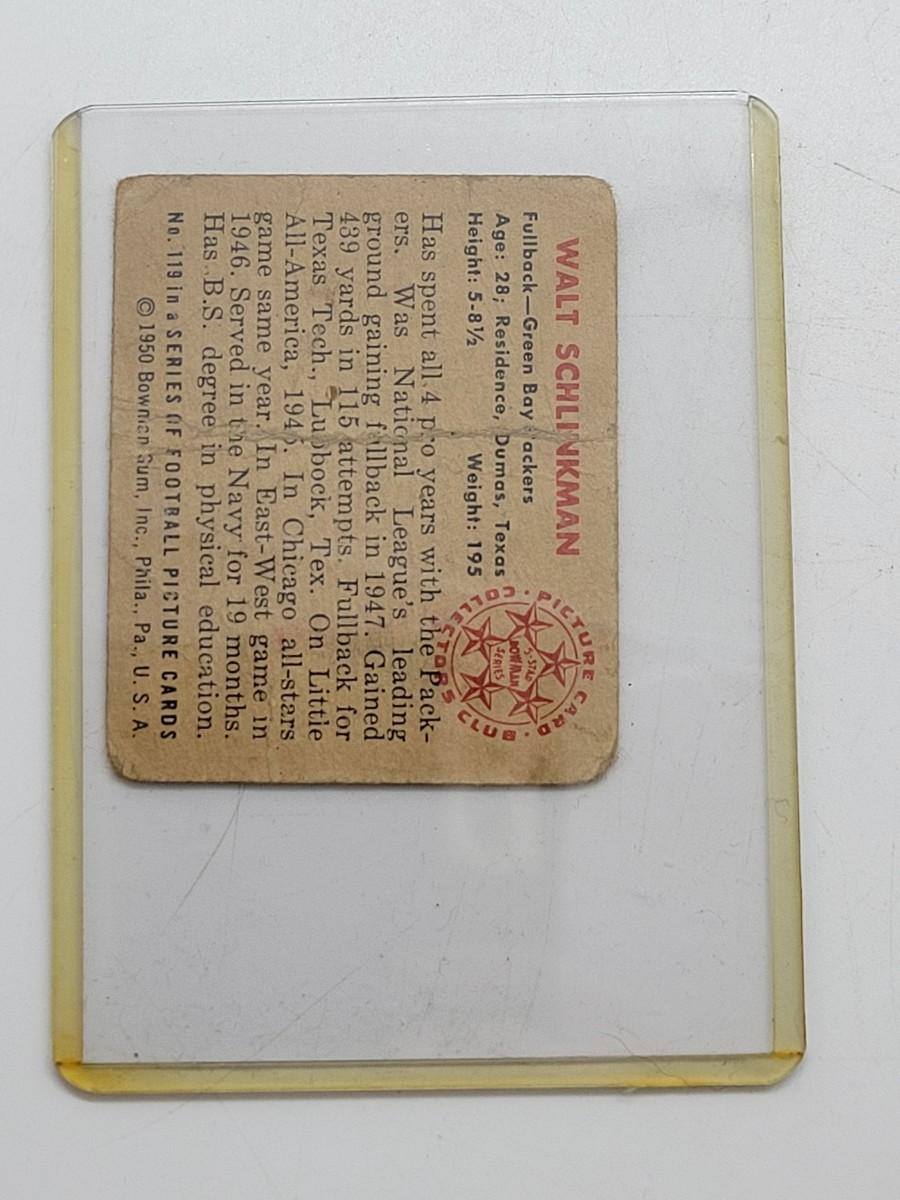 WALT SCHLINKMAN
Fullback—Green Bay Packers
Age: 28; Residence, Dumas, Texas
Height: 5-8½ Weight: 195
Has spent all 4 pro years with the Pack-
ers. Was National League's leading
ground gaining fullback in 1947. Gained
439 yards in 115 attempts. Fullback for
Texas Tech., Lubbock, Tex. On Little
All-America, 1945. In Chicago all-stars
game same year. In East-West game in
1946. Served in the Navy for 19 months.
Has B.S. degree in physical education.
No. 119 in a SERIES OF FOOTBALL PICTURE CARDS
© 1950 Bowman Gum, Inc., Phila., Pa., U. S. A.
PICTURE CARD COLLECTORS CLUB
5-STAR
BOWMAN
SERIES